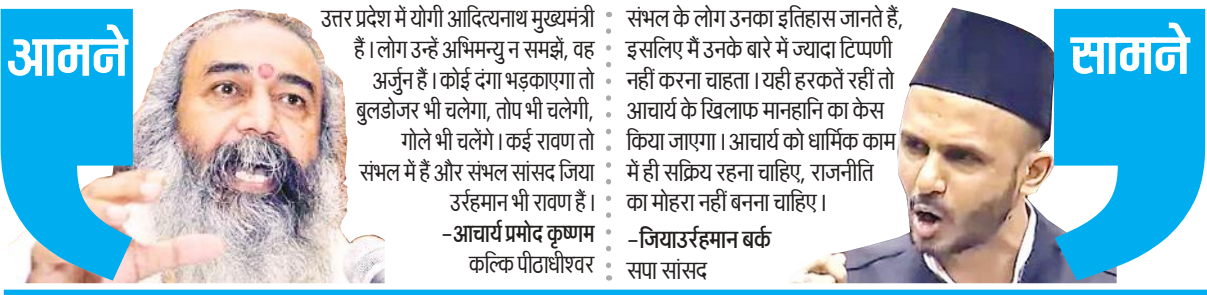 आमने
उत्तर प्रदेश में योगी आदित्यनाथ मुख्यमंत्री
हैं। लोग उन्हें अभिमन्यु न समझें, वह
अर्जुन हैं। कोई दंगा भड़काएगा तो
बुलडोजर भी चलेगा, तोप भी चलेगी,
गोले भी चलेंगे। कई रावण तो
संभल में हैं और संभल सांसद जिया
उर्रहमान भी रावण हैं।
-आचार्य प्रमोद कृष्णम
कल्कि पीठाधीश्वर
संभल के लोग उनका इतिहास जानते हैं,
इसलिए मैं उनके बारे में ज्यादा टिप्पणी
नहीं करना चाहता। यही हरकतें रहीं तो
आचार्य के खिलाफ मानहानि का केस
किया जाएगा। आचार्य को धार्मिक काम
में ही सक्रिय रहना चाहिए, राजनीति
का मोहरा नहीं बनना चाहिए।
-जियाउर्रहमान बर्क
सपा सांसद
सामने